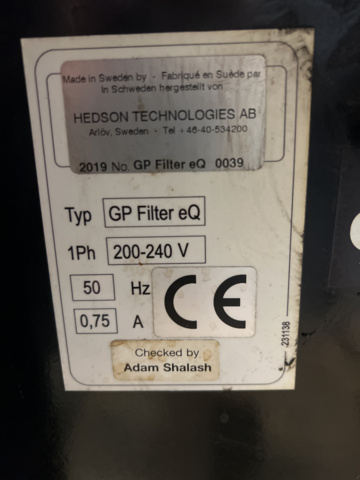 Made in Sweden by - Fabriqué en Suède par
In Schweden hergestellt von
HEDSON TECHNOLOGIES AB
Arlöv, Sweden - Tel +46-40-534200
2019 No. GP Filter eQ 0039
Typ GP Filter eQ
1Ph 200-240 V
50 Hz
0,75 A
CE
231138
Checked by
Adam Shalash